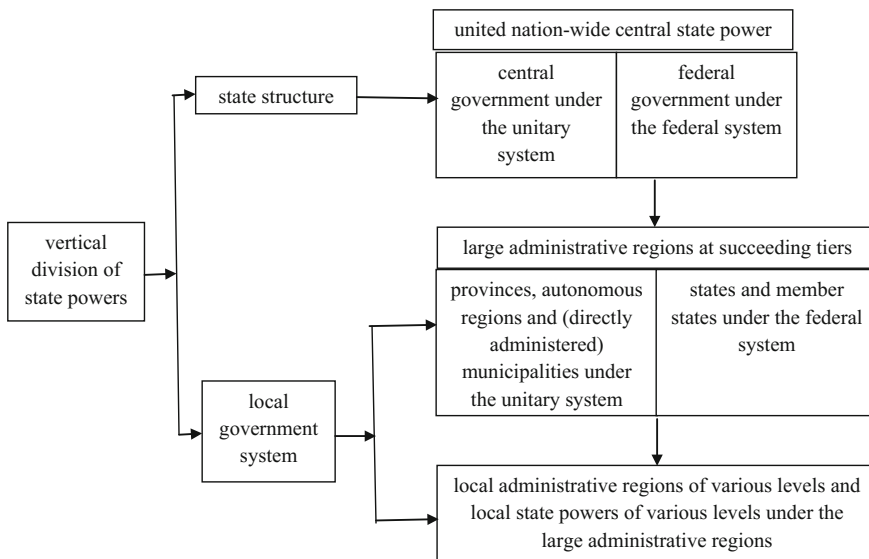 united nation-wide central state power
state structure
central
government under
the unitary
system
federal
government under
the federal system
vertical
division of
state powers
large administrative regions at succeeding tiers
provinces, autonomous
regions and (directly
administered)
municipalities under
the unitary system
states and member
states under the federal
system
local
government
system
local administrative regions of various levels and
local state powers of various levels under the
large administrative regions